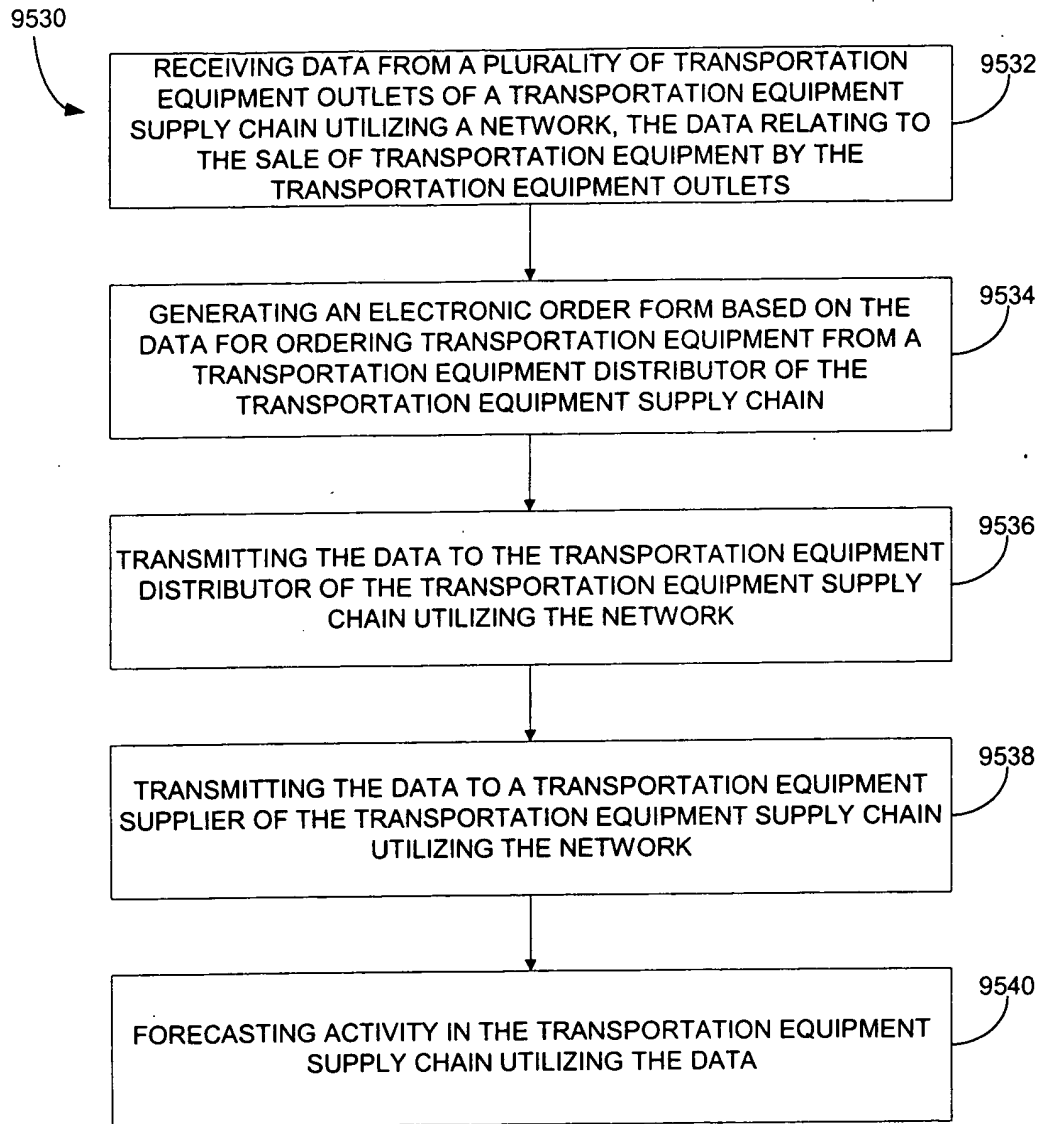 9530
RECEIVING DATA FROM A PLURALITY OF TRANSPORTATION
EQUIPMENT OUTLETS OF A TRANSPORTATION EQUIPMENT
SUPPLY CHAIN UTILIZING A NETWORK, THE DATA RELATING TO
THE SALE OF TRANSPORTATION EQUIPMENT BY THE
TRANSPORTATION EQUIPMENT OUTLETS
9532
GENERATING AN ELECTRONIC ORDER FORM BASED ON THE
DATA FOR ORDERING TRANSPORTATION EQUIPMENT FROM A
TRANSPORTATION EQUIPMENT DISTRIBUTOR OF THE
TRANSPORTATION EQUIPMENT SUPPLY CHAIN
9534
TRANSMITTING THE DATA TO THE TRANSPORTATION EQUIPMENT
DISTRIBUTOR OF THE TRANSPORTATION EQUIPMENT SUPPLY
CHAIN UTILIZING THE NETWORK
9536
TRANSMITTING THE DATA TO A TRANSPORTATION EQUIPMENT
SUPPLIER OF THE TRANSPORTATION EQUIPMENT SUPPLY CHAIN
UTILIZING THE NETWORK
9538
FORECASTING ACTIVITY IN THE TRANSPORTATION EQUIPMENT
SUPPLY CHAIN UTILIZING THE DATA
9540